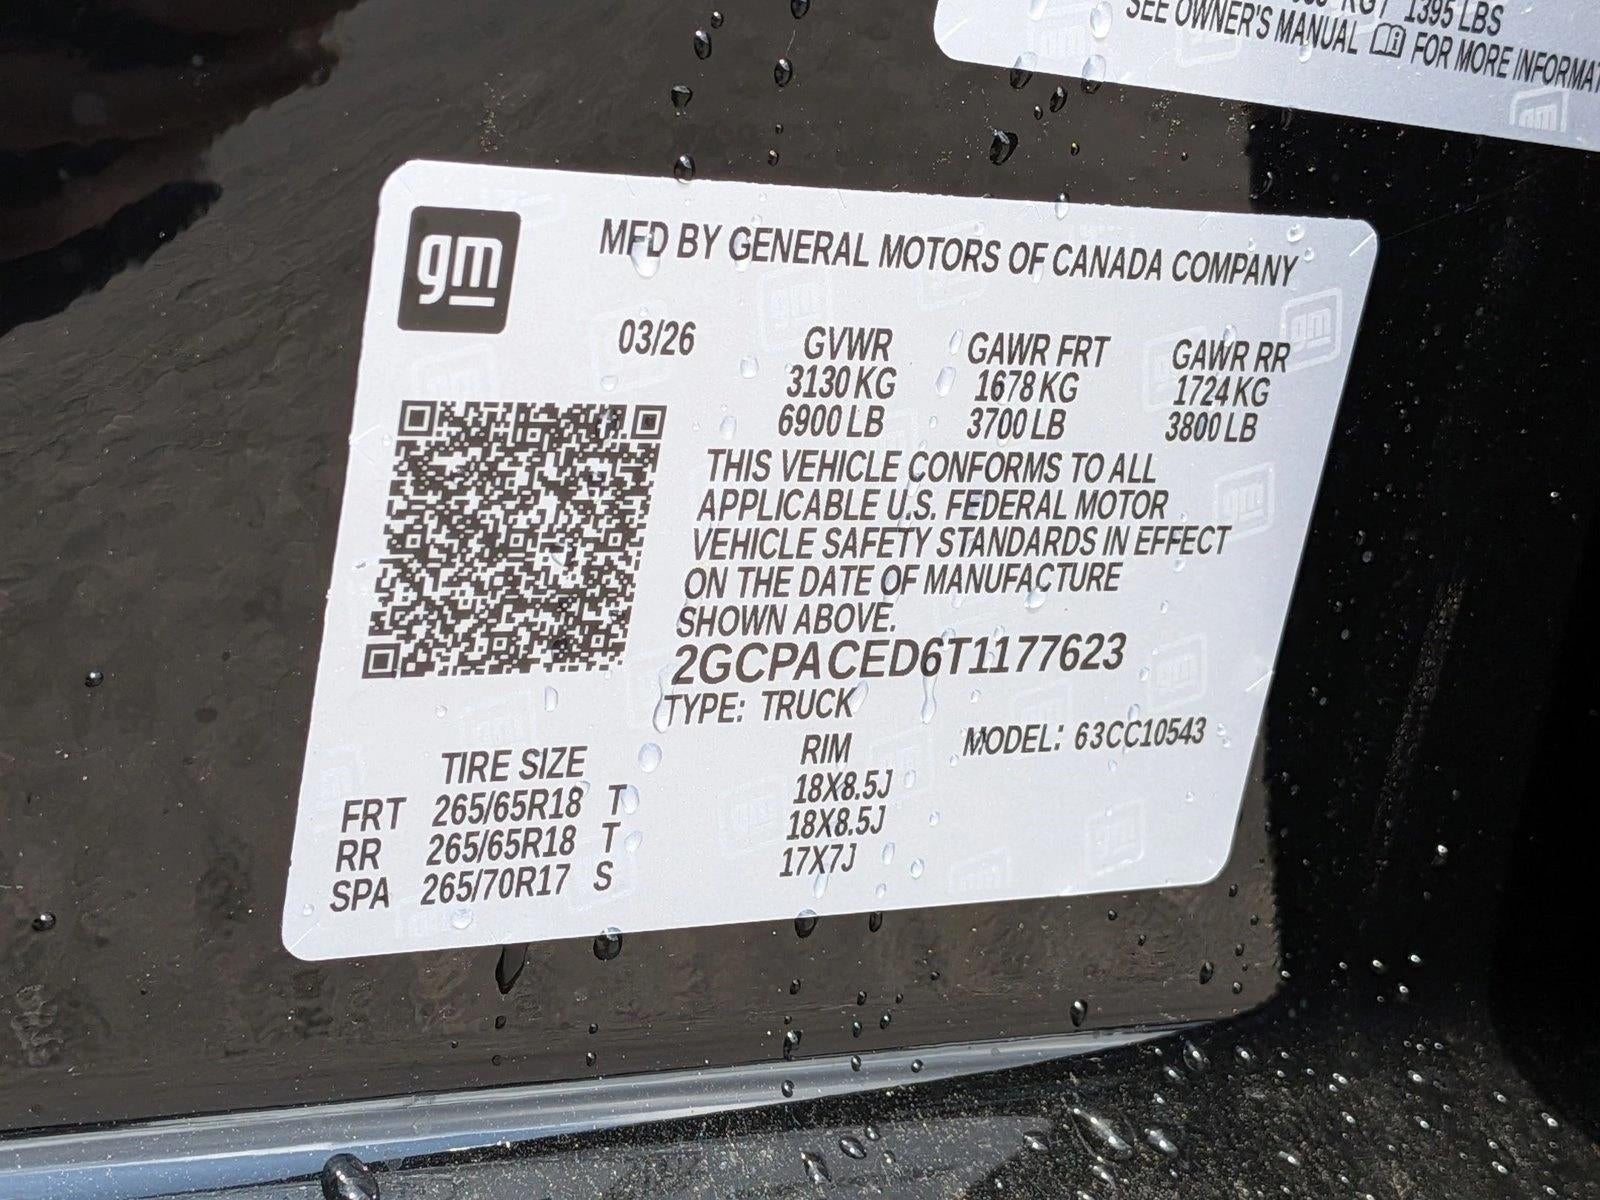 1395 LBS
SEE OWNER'S MANUAL FOR MORE
gm
MFD BY GENERAL MOTORS OF CANADA COMPANY
03/26 GVWR GAWR FRT GAWR RR
3130 KG 1678 KG 1724 KG
6900 LB 3700 LB 3800 LB
THIS VEHICLE CONFORMS TO ALL
APPLICABLE U.S. FEDERAL MOTOR
VEHICLE SAFETY STANDARDS IN EFFECT
ON THE DATE OF MANUFACTURE
SHOWN ABOVE.
2GCPACED6T1177623
TYPE: TRUCK
MODEL: 63CC10543
TIRE SIZE RIM
FRT 265/65R18 T 18X8.5J
RR 265/65R18 T 18X8.5J
SPA 265/70R17 S 17X7J